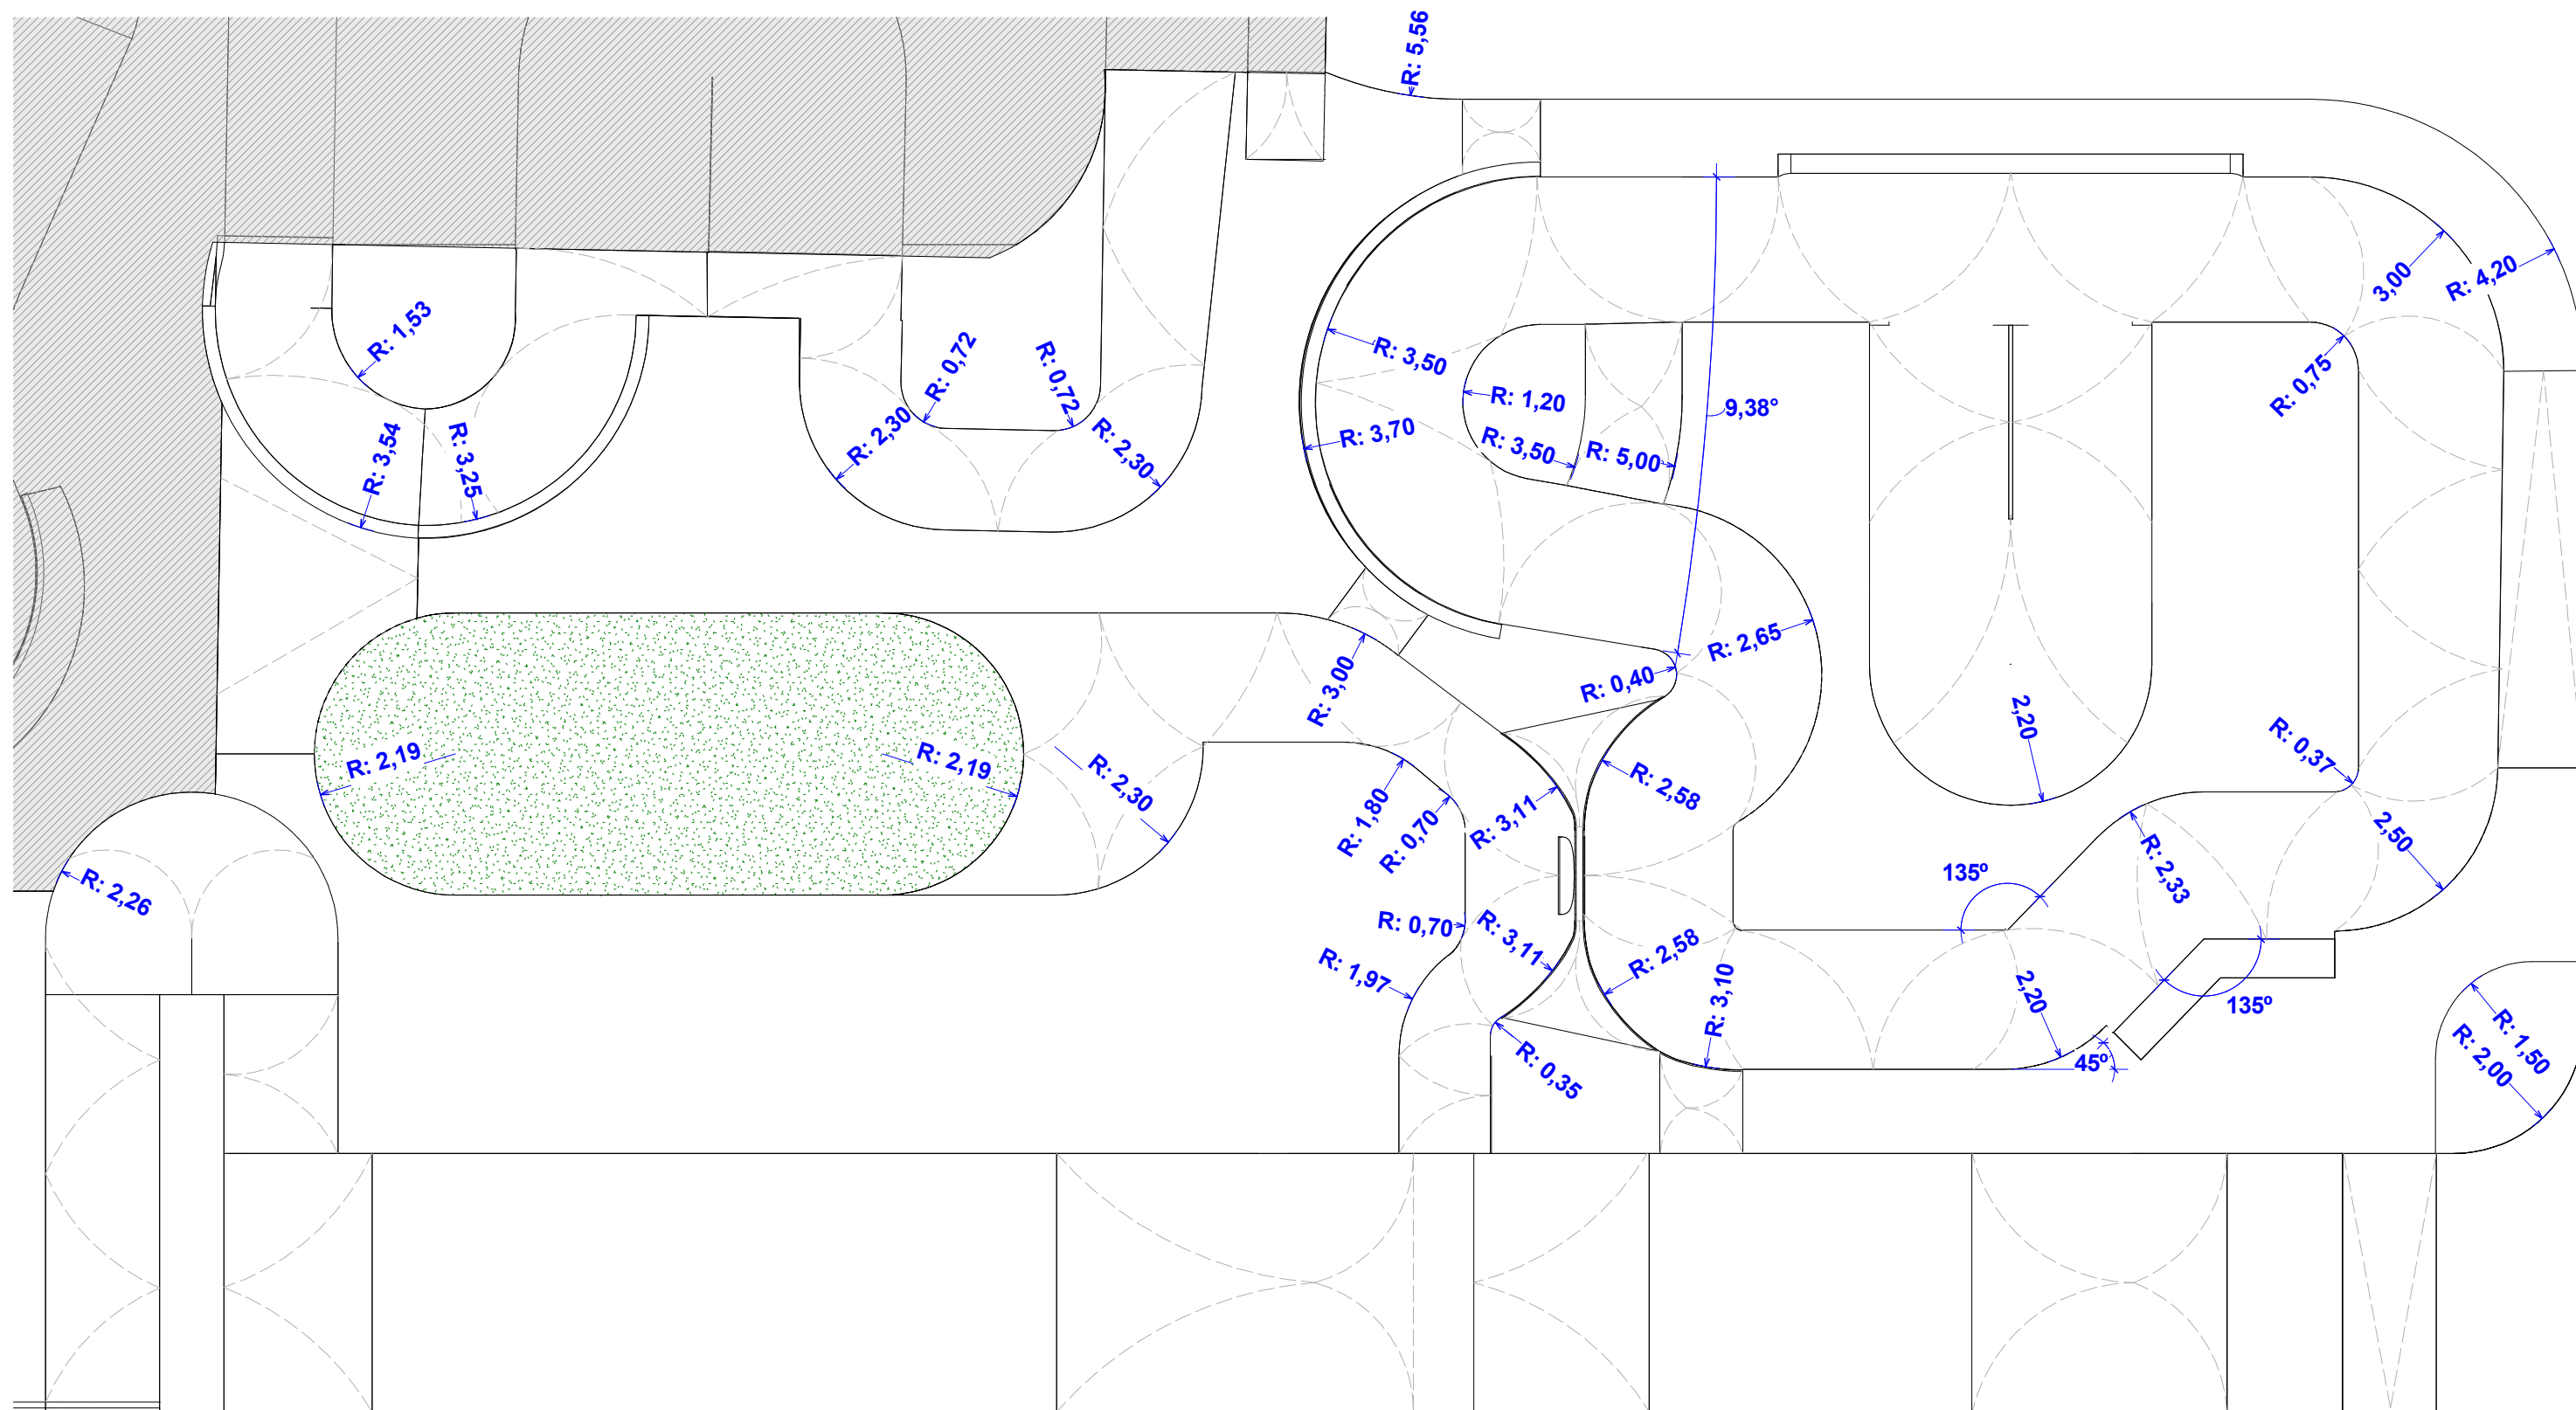 R: 5,56
3,00
R: 4,20
R: 1,53
R: 0,72
R: 0,72
R: 3,50
R: 0,75
R: 1,20
9,38°
R: 2,30
R: 2,30
R: 3,70
R: 3,50
R: 5,00
R: 3,54
R: 3,25
R: 2,65
R: 0,40
R: 3,00
2,20
R: 2,19
R: 2,19
R: 2,30
R: 0,37
R: 1,80
R: 0,70
R: 3,11
R: 2,58
2,50
R: 2,33
135º
R: 2,26
R: 0,70
R: 3,11
R: 2,58
R: 1,97
R: 3,10
2,20
135º
R: 0,35
45º
R: 1,50
R: 2,00